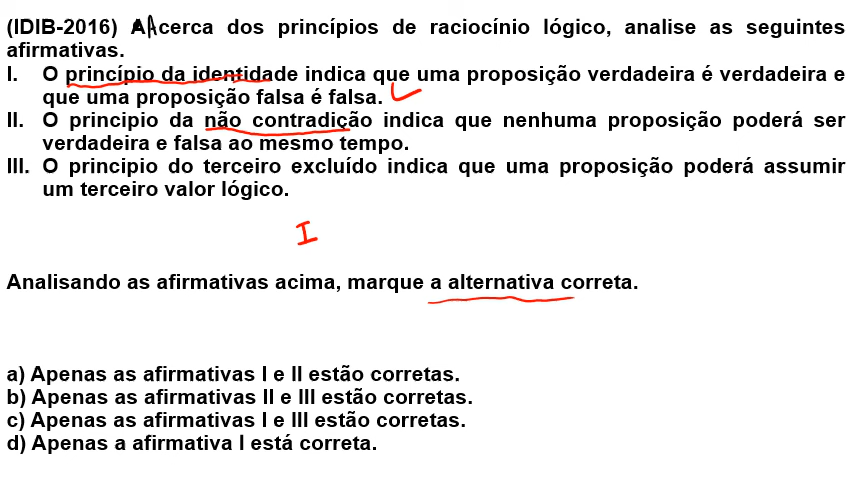 (IDIB-2016) Acerca dos princípios de raciocínio lógico, analise as seguintes
afirmativas.
I. O princípio da identidade indica que uma proposição verdadeira é verdadeira e
que uma proposição falsa é falsa.
II. O principio da não contradição indica que nenhuma proposição poderá ser
verdadeira e falsa ao mesmo tempo.
III. O principio do terceiro excluído indica que uma proposição poderá assumir
um terceiro valor lógico.
I
Analisando as afirmativas acima, marque a alternativa correta.
a) Apenas as afirmativas I e II estão corretas.
b) Apenas as afirmativas II e III estão corretas.
c) Apenas as afirmativas I e III estão corretas.
d) Apenas a afirmativa I está correta.